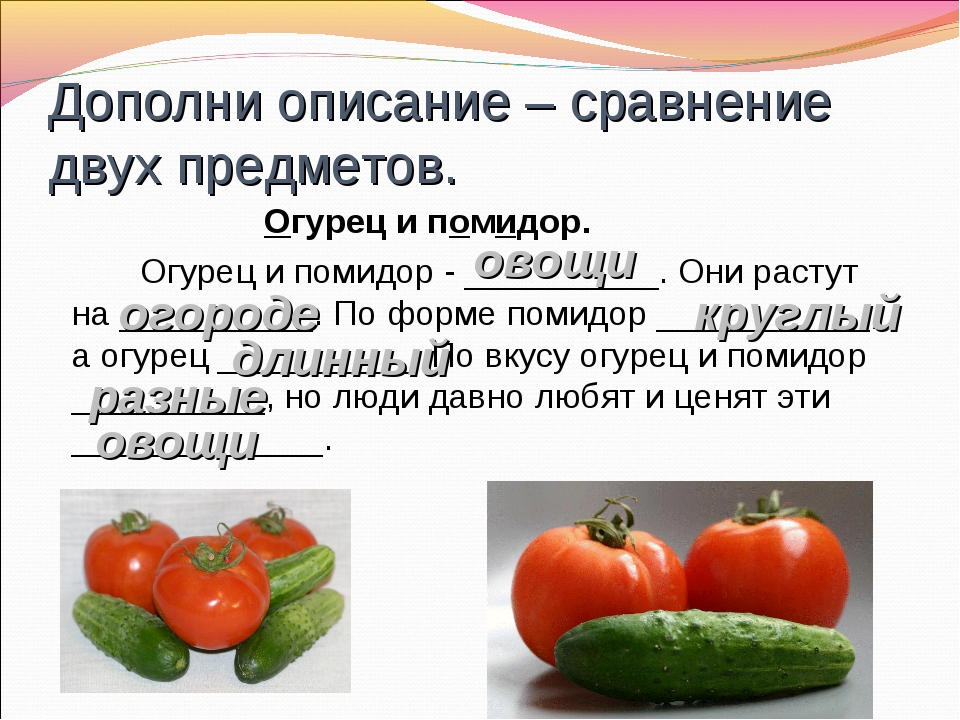 Дополни описание – сравнение
двух предметов.
Огурец и помидор.
Огурец и помидор - овощи. Они растут
на огороде. По форме помидор круглый
а огурец длинный По вкусу огурец и помидор
разные, но люди давно любят и ценят эти
овощи.